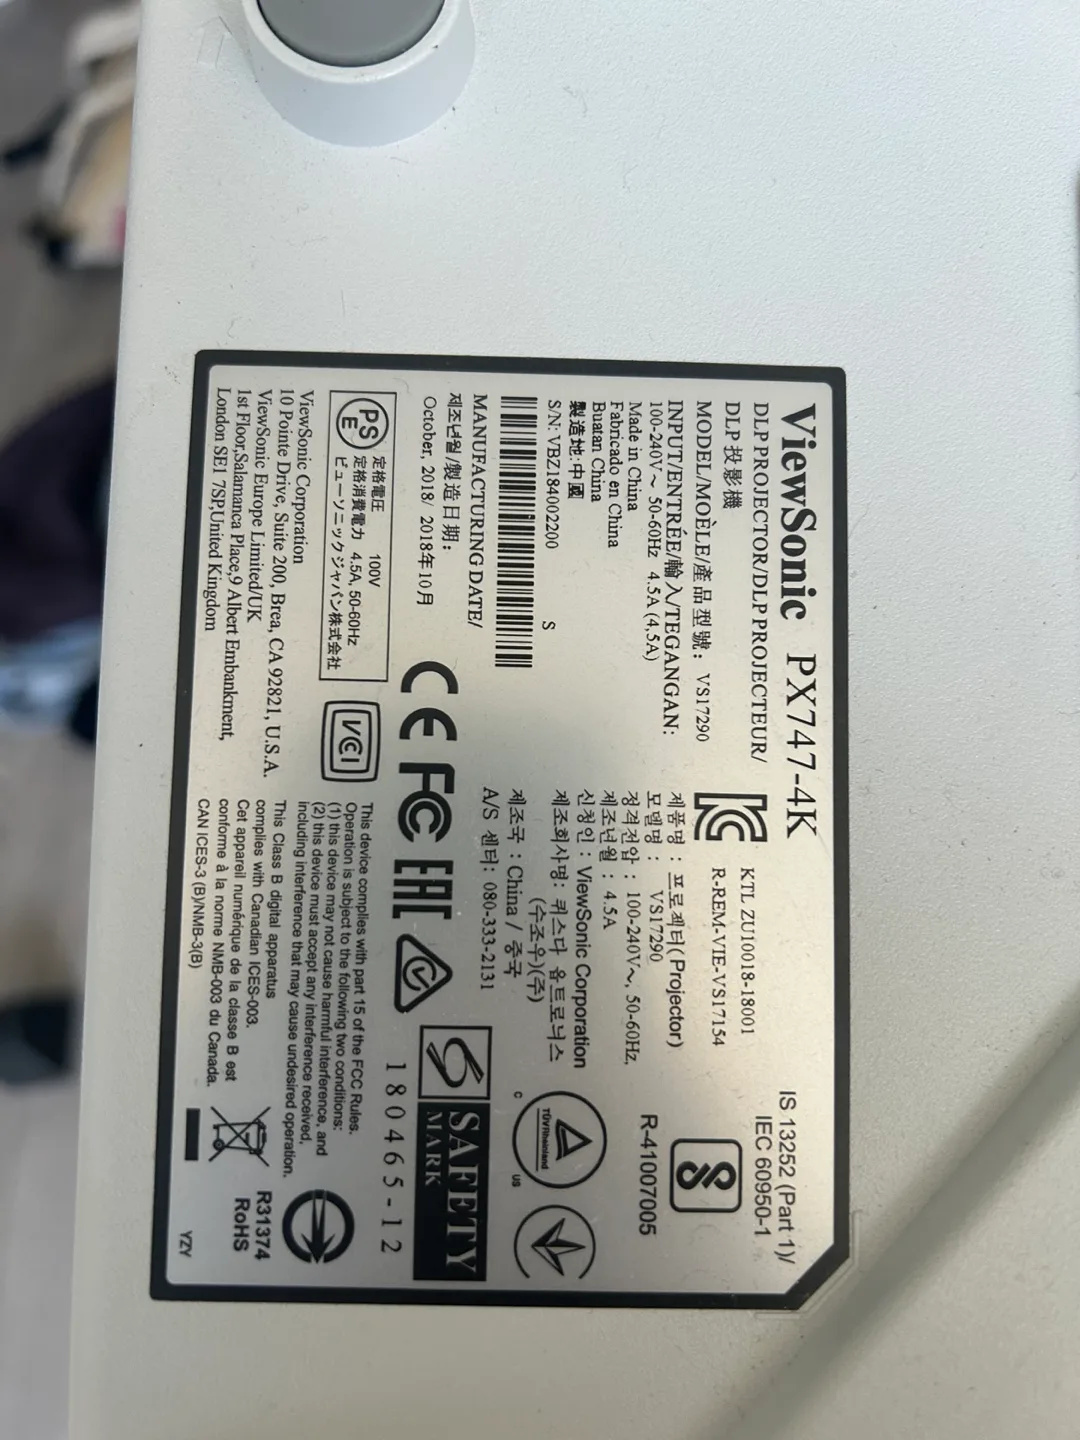 ViewSonic PX747-4K
DLP PROJECTOR/DLP PROJECTEUR/
DLP 投影機
MODEL/MOÈLE/產品型號: VS17290
INPUT/ENTRÉE/輸入/TEGANGAN:
100-240V~ 50-60Hz 4.5A (4,5A)
Made in China
Fabricado en China
Buatan China
製造地:中國
S/N: VBZ184002200 S
MANUFACTURING DATE/
제조년월/製造日期:
October, 2018/ 2018年10月
PS
E
定格電圧 100V
定格消費電力 4.5A, 50-60Hz
ビューソニックジャパン株式会社
VCI
ViewSonic Corporation
10 Pointe Drive, Suite 200, Brea, CA 92821, U.S.A.
ViewSonic Europe Limited/UK
1st Floor,Salamanca Place,9 Albert Embankment,
London SE1 7SP,United Kingdom
KTL ZU10018-18001
R-REM-VIE-VS17154
제품명 : 프로젝터( Projector)
모델명 : VS17290
정격전압 : 100-240V~, 50-60Hz,
4.5A
제조년월 :
신청인 : ViewSonic Corporation
제조회사명: 퀴스다 옵트로닉스
(수조우)(주)
제조국 : China / 중국
A/S 센터: 080-333-2131
IS 13252 (Part 1)/
IEC 60950-1
R-41007005
TÜVRheinland
C US
CE FC EAC
SAFETY
MARK
180465-12
This device complies with part 15 of the FCC Rules.
Operation is subject to the following two conditions:
(1) this device may not cause harmful interference, and
(2) this device must accept any interference received,
including interference that may cause undesired operation.
This Class B digital apparatus
complies with Canadian ICES-003.
Cet appareil numérique de la classe B est
conforme à la norme NMB-003 du Canada.
CAN ICES-3 (B)/NMB-3(B)
R31374
RoHS
YZY